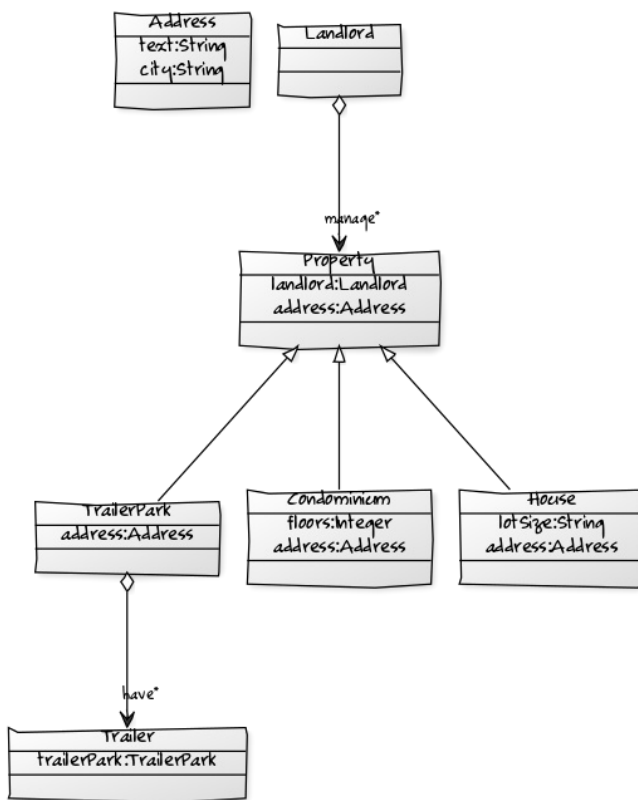 Address
text:String
city:String
Landlord
manage*
Property
landlord:Landlord
address:Address
TrailerPark
address:Address
Condominium
floors:Integer
address:Address
House
lotSize:String
address:Address
have*
Trailer
trailerPark:TrailerPark